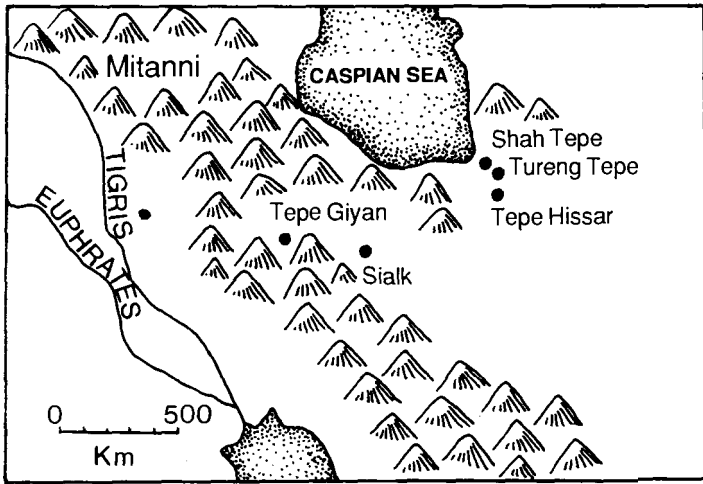 Mitanni
CASPIAN SEA
Shah Tepe
Tureng Tepe
Tepe Hissar
TIGRIS
EUPHRATES
Tepe Giyan
Sialk
0 500
Km